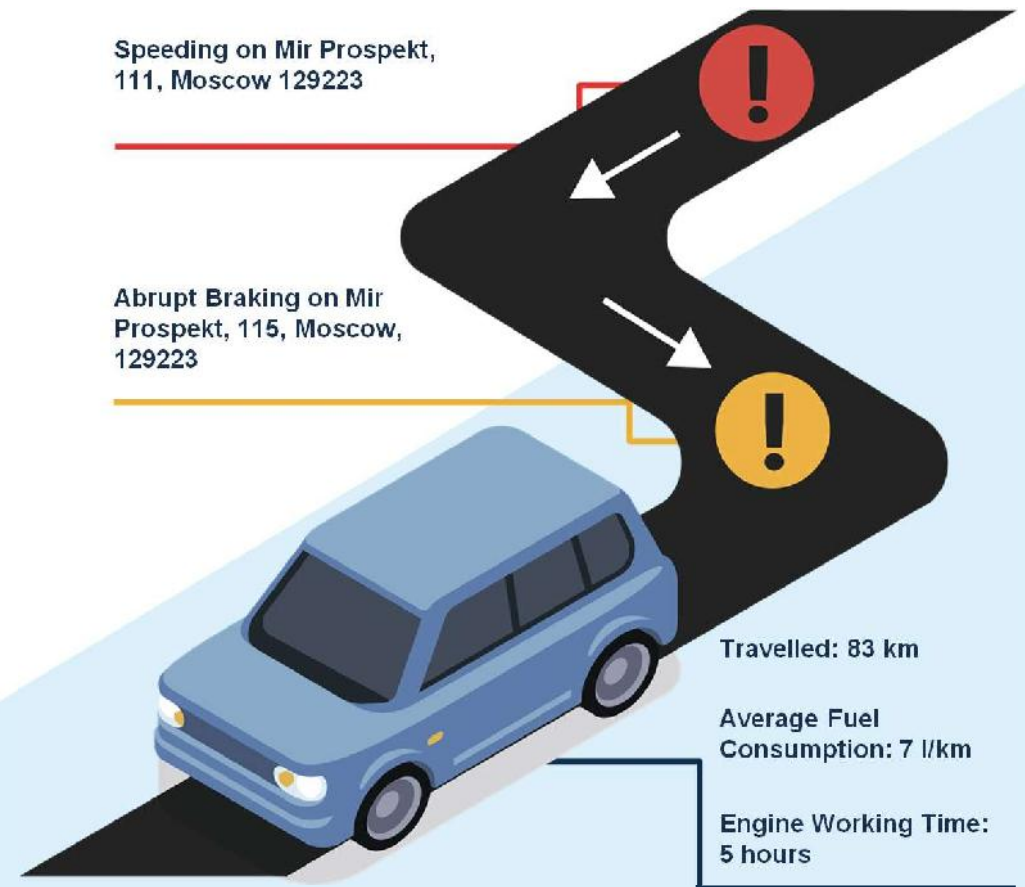 Speeding on Mir Prospekt,
111, Moscow 129223
Abrupt Braking on Mir
Prospekt, 115, Moscow,
129223
Travelled: 83 km
Average Fuel
Consumption: 7 l/km
Engine Working Time:
5 hours